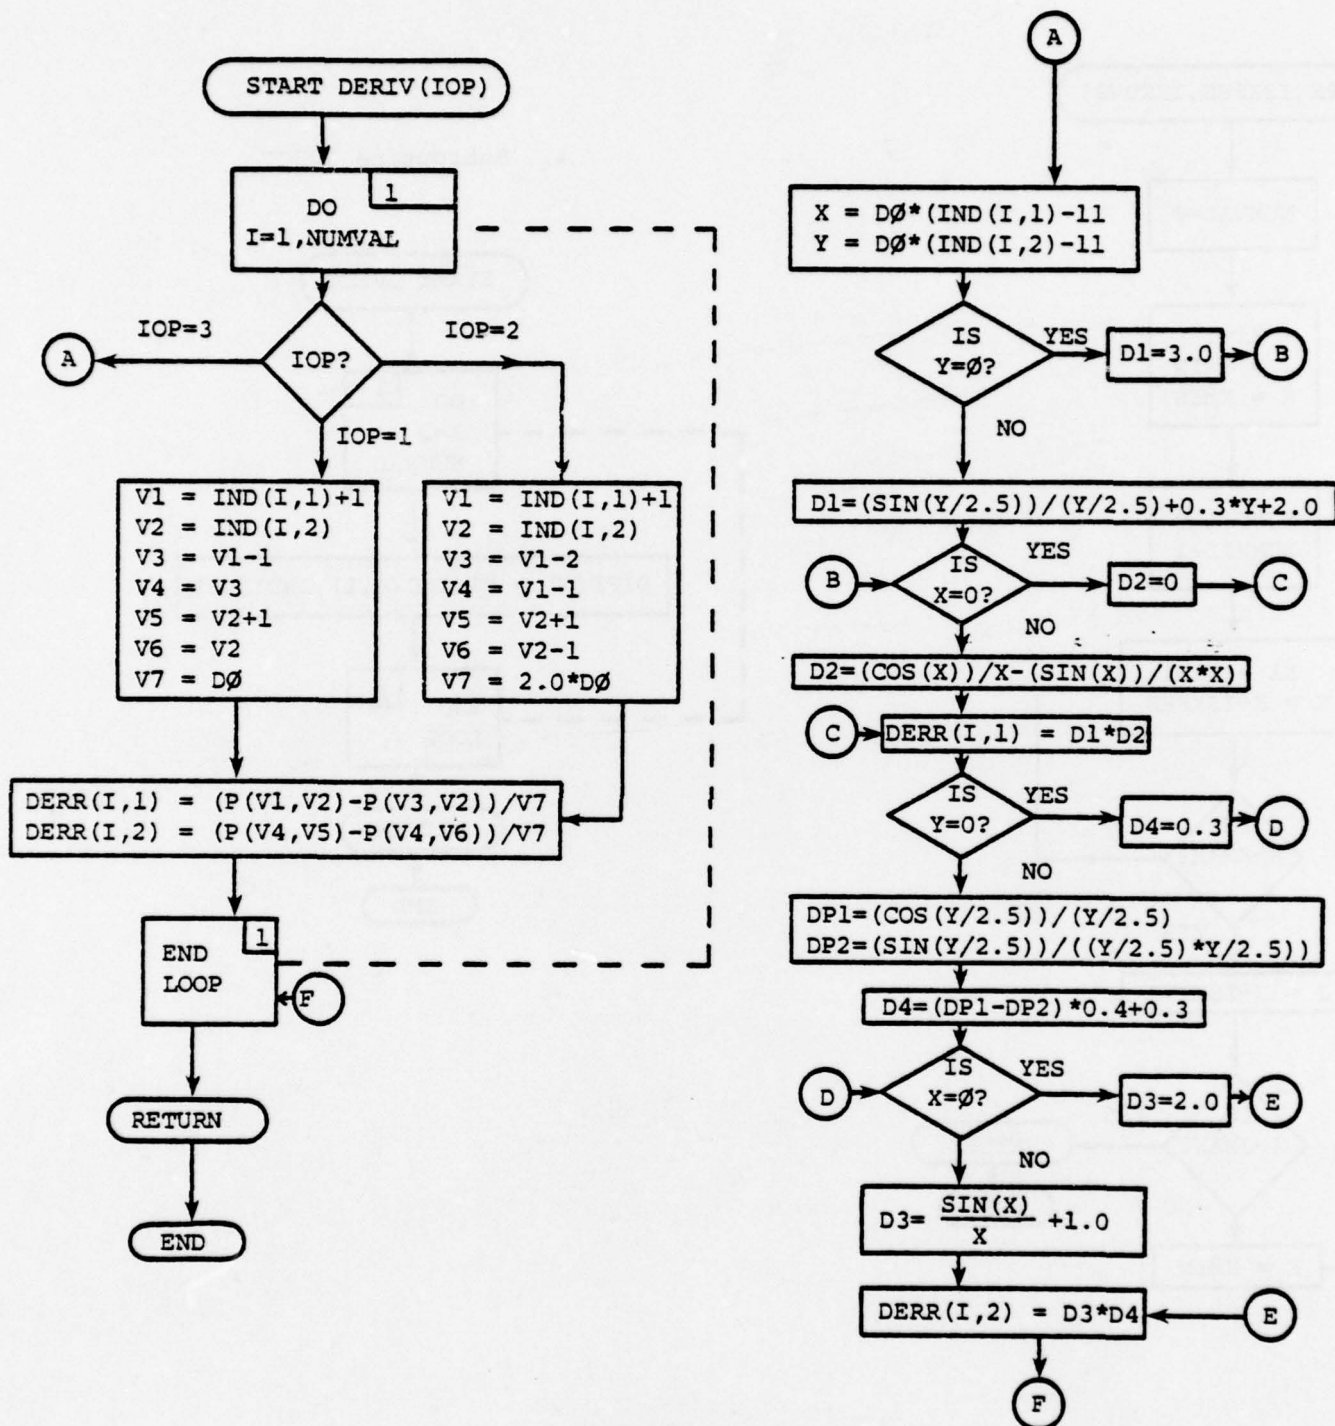 START DERIV(IOP)
1
DO
I=1,NUMVAL
IOP=3
IOP=2
A
IOP?
IOP=1
V1 = IND(I,1)+1
V2 = IND(I,2)
V3 = V1-1
V4 = V3
V5 = V2+1
V6 = V2
V7 = DØ
V1 = IND(I,1)+1
V2 = IND(I,2)
V3 = V1-2
V4 = V1-1
V5 = V2+1
V6 = V2-1
V7 = 2.0*DØ
DERR(I,1) = (P(V1,V2)-P(V3,V2))/V7
DERR(I,2) = (P(V4,V5)-P(V4,V6))/V7
1
END
LOOP
F
RETURN
END
A
X = DØ*(IND(I,1)-11
Y = DØ*(IND(I,2)-11
IS
Y=Ø?
YES
D1=3.0
B
NO
D1=(SIN(Y/2.5))/(Y/2.5)+0.3*Y+2.0
B
IS
X=0?
YES
D2=0
C
NO
D2=(COS(X))/X-(SIN(X))/(X*X)
C
DERR(I,1) = D1*D2
IS
Y=0?
YES
D4=0.3
D
NO
DP1=(COS(Y/2.5))/(Y/2.5)
DP2=(SIN(Y/2.5))/((Y/2.5)*Y/2.5))
D4=(DP1-DP2)*0.4+0.3
D
IS
X=Ø?
YES
D3=2.0
E
NO
D3= SIN(X)
X
+1.0
DERR(I,2) = D3*D4
E
F